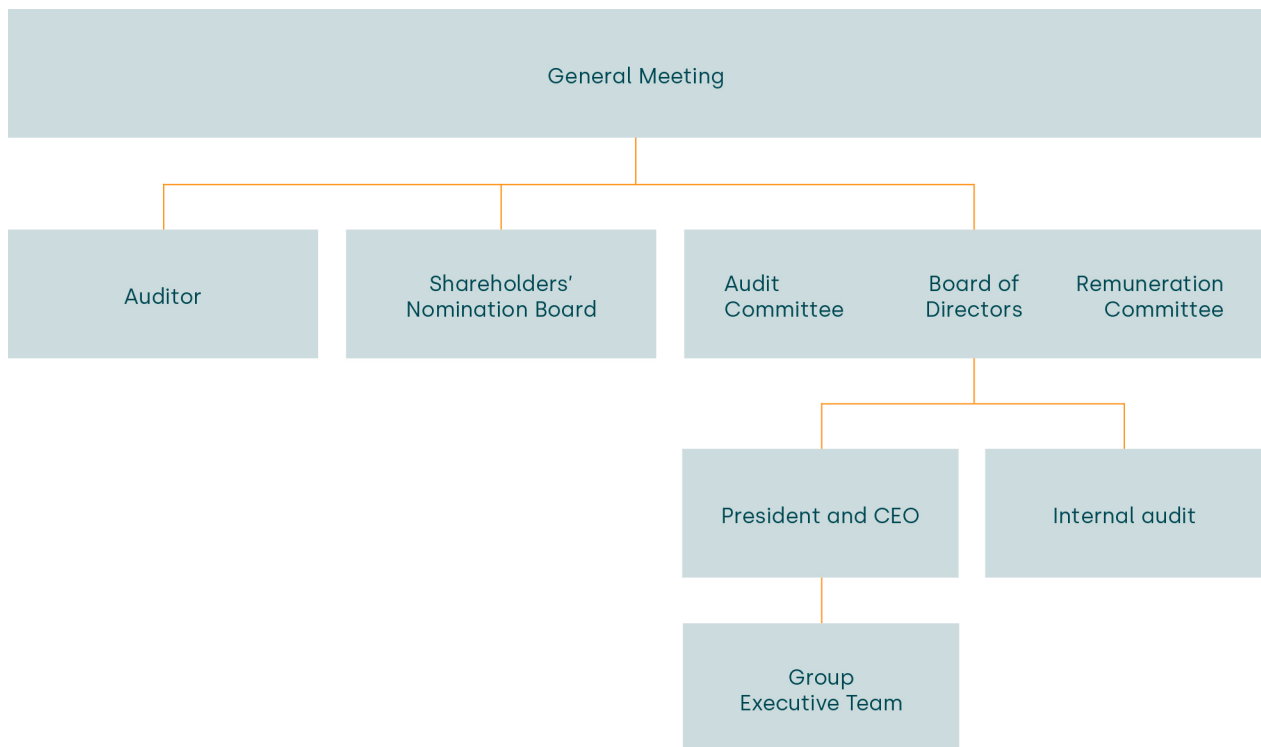 General Meeting
Auditor
Shareholders’
Nomination Board
Audit
Committee
Board of
Directors
Remuneration
Committee
President and CEO
Internal audit
Group
Executive Team